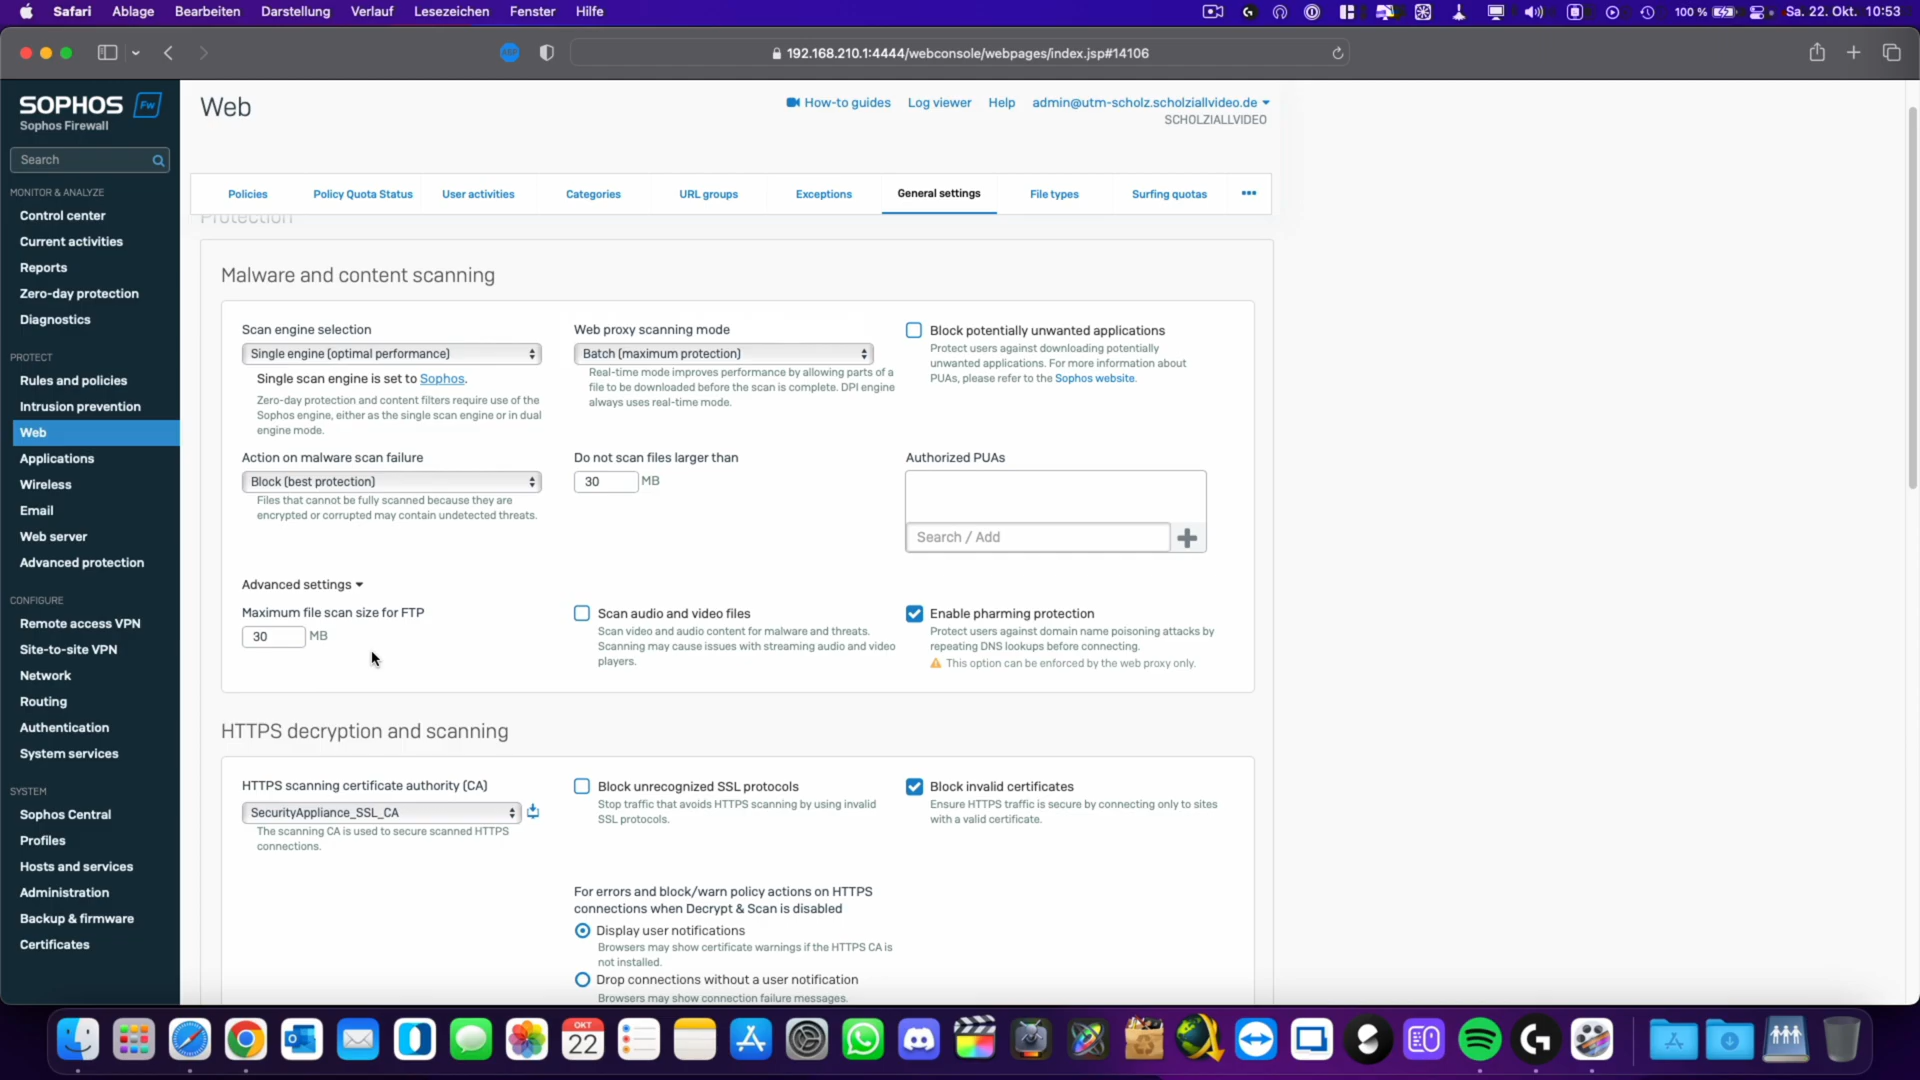 Safari Ablage Bearbeiten Darstellung Verlauf Lesezeichen Fenster Hilfe 100 % Sa. 22. Okt. 10:53
ABP 192.168.210.1:4444/webconsole/webpages/index.jsp#14106
SOPHOS Fw
Sophos Firewall
Search
MONITOR & ANALYZE
Control center
Current activities
Reports
Zero-day protection
Diagnostics
PROTECT
Rules and policies
Intrusion prevention
Web
Applications
Wireless
Email
Web server
Advanced protection
CONFIGURE
Remote access VPN
Site-to-site VPN
Network
Routing
Authentication
System services
SYSTEM
Sophos Central
Profiles
Hosts and services
Administration
Backup & firmware
Certificates
Web
How-to guides Log viewer Help admin@utm-scholz.scholziallvideo.de
SCHOLZIALLVIDEO
Policies Policy Quota Status User activities Categories URL groups Exceptions General settings File types Surfing quotas •••
Protection
Malware and content scanning
Scan engine selection
Single engine (optimal performance)
Single scan engine is set to Sophos.
Zero-day protection and content filters require use of the
Sophos engine, either as the single scan engine or in dual
engine mode.
Web proxy scanning mode
Batch (maximum protection)
Real-time mode improves performance by allowing parts of a
file to be downloaded before the scan is complete. DPI engine
always uses real-time mode.
Block potentially unwanted applications
Protect users against downloading potentially
unwanted applications. For more information about
PUAs, please refer to the Sophos website.
Action on malware scan failure
Block (best protection)
Files that cannot be fully scanned because they are
encrypted or corrupted may contain undetected threats.
Do not scan files larger than
30 MB
Authorized PUAs
Search / Add
Advanced settings
Maximum file scan size for FTP
30 MB
Scan audio and video files
Scan video and audio content for malware and threats.
Scanning may cause issues with streaming audio and video
players.
Enable pharming protection
Protect users against domain name poisoning attacks by
repeating DNS lookups before connecting.
This option can be enforced by the web proxy only.
HTTPS decryption and scanning
HTTPS scanning certificate authority (CA)
SecurityAppliance_SSL_CA
The scanning CA is used to secure scanned HTTPS
connections.
Block unrecognized SSL protocols
Stop traffic that avoids HTTPS scanning by using invalid
SSL protocols.
Block invalid certificates
Ensure HTTPS traffic is secure by connecting only to sites
with a valid certificate.
For errors and block/warn policy actions on HTTPS
connections when Decrypt & Scan is disabled
Display user notifications
Browsers may show certificate warnings if the HTTPS CA is
not installed.
Drop connections without a user notification
Browsers may show connection failure messages.
OKT
22